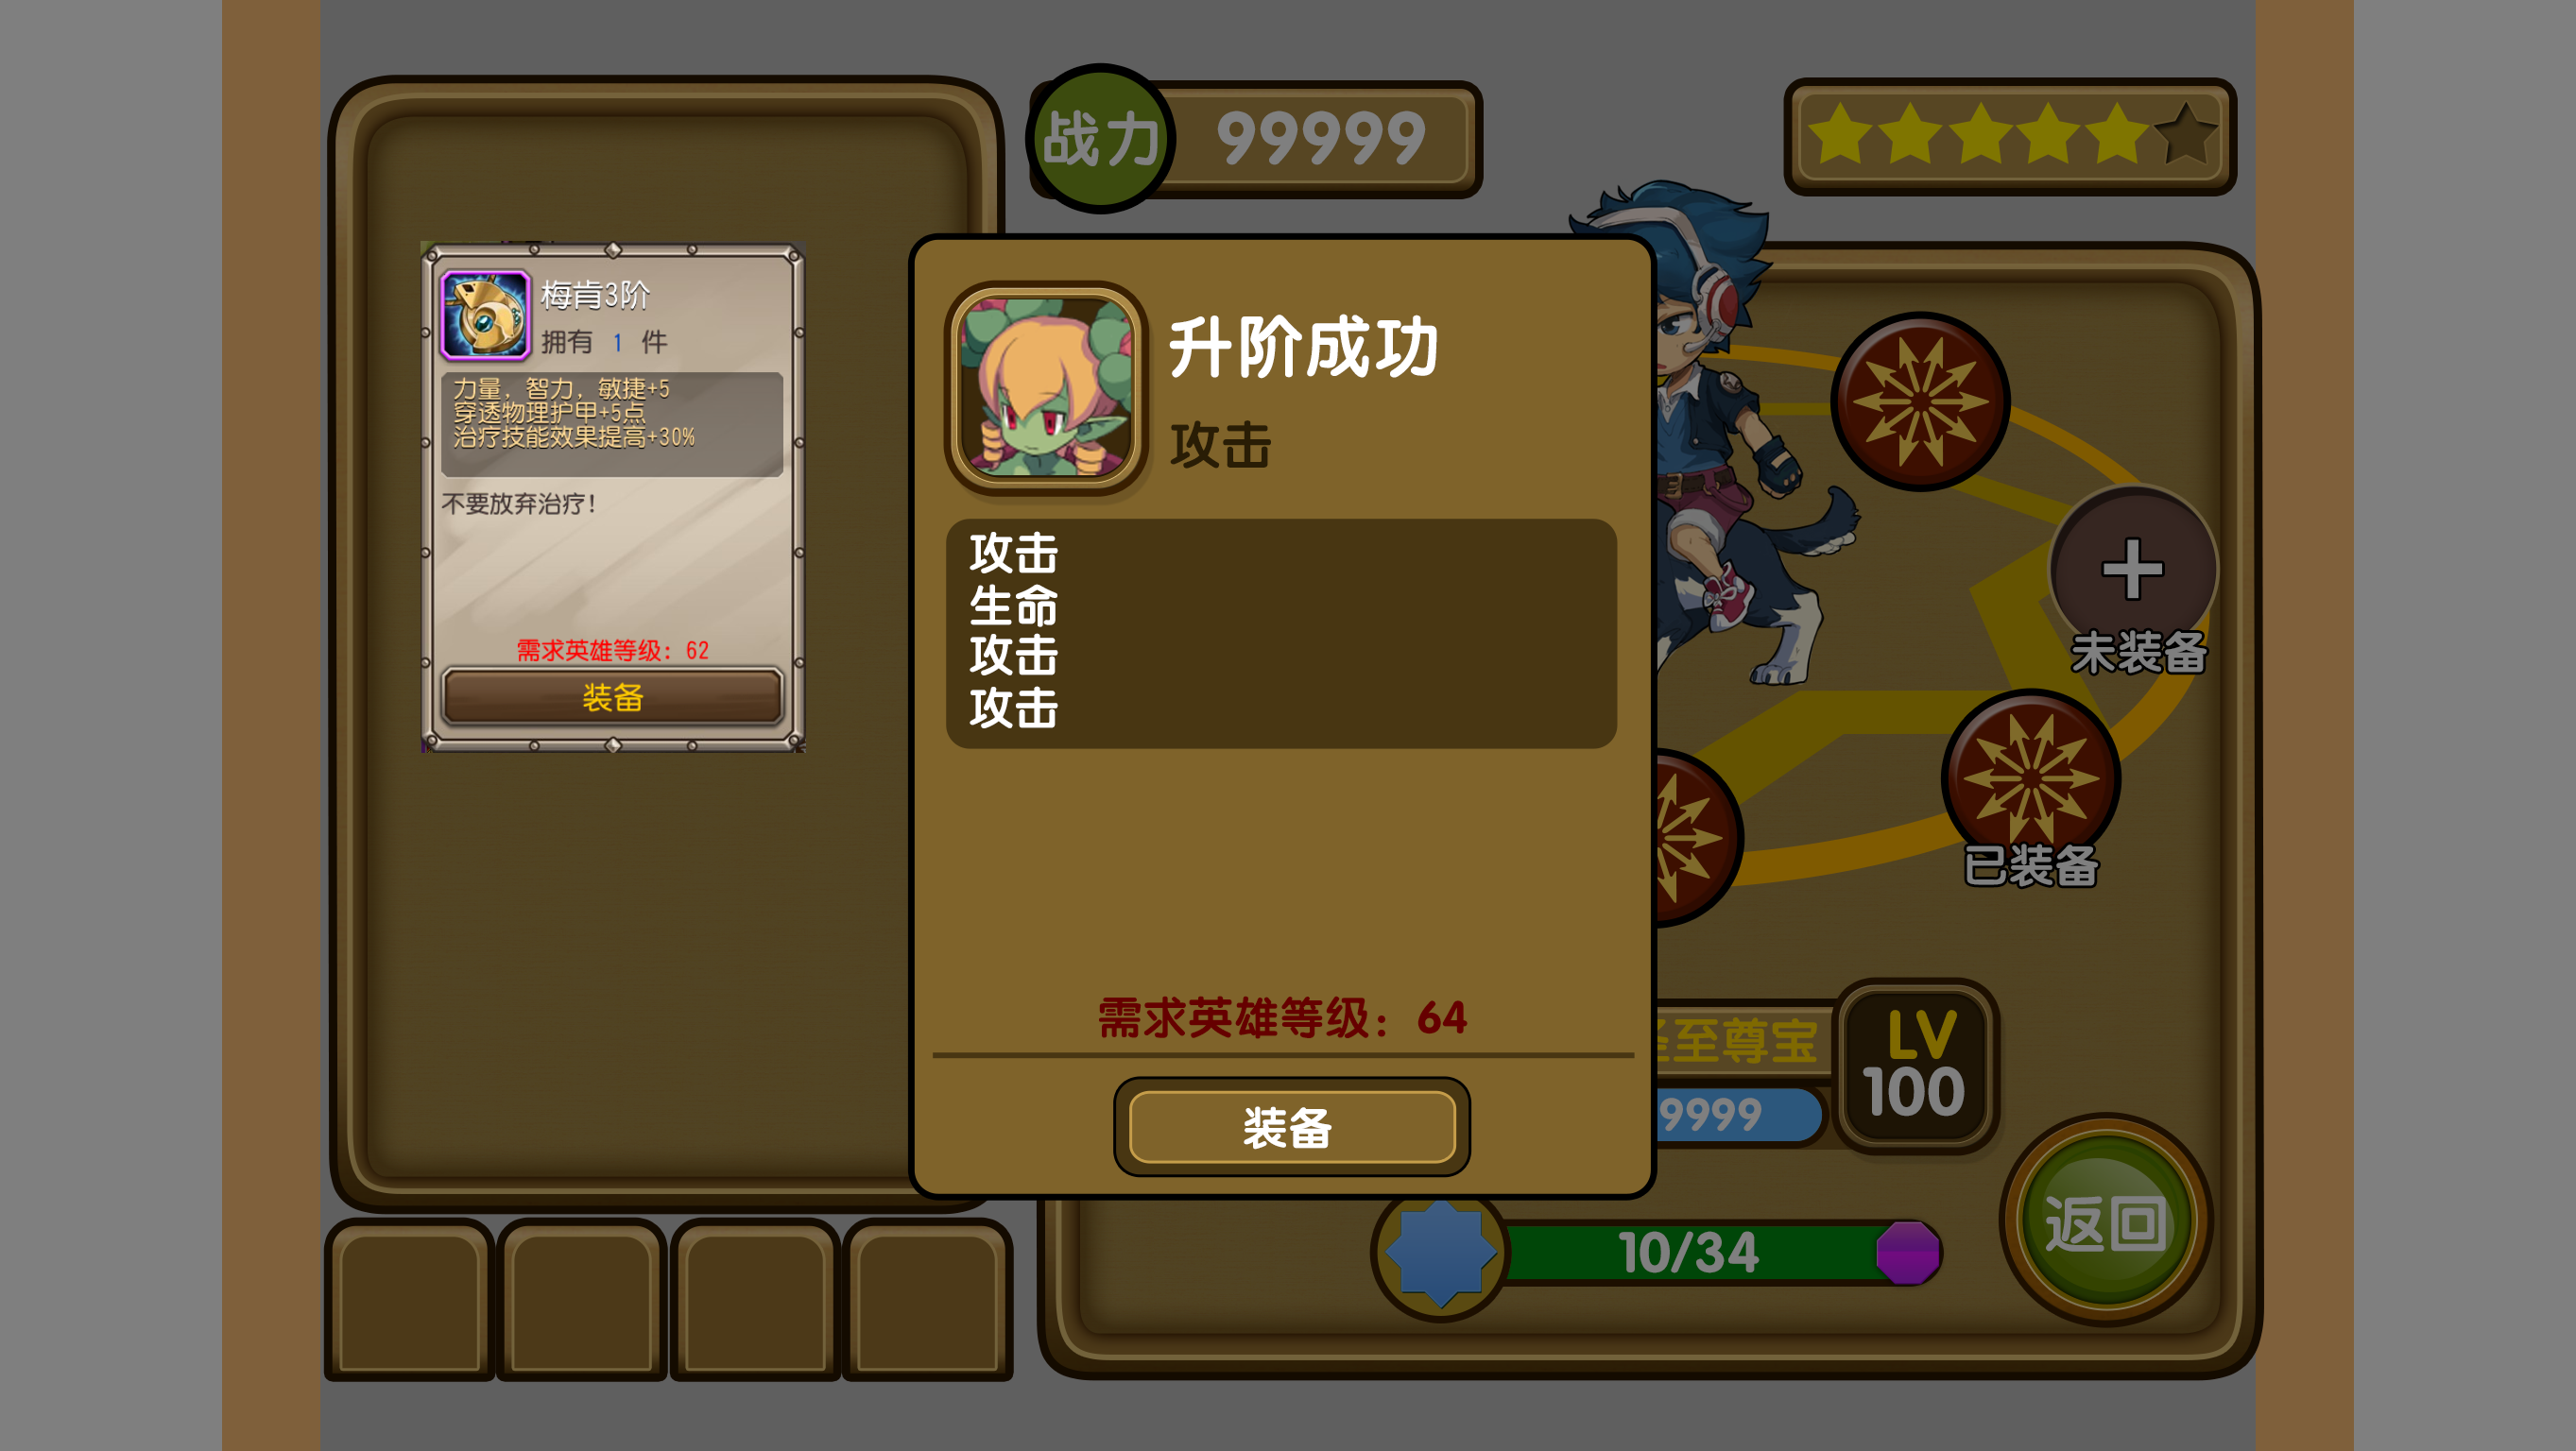 战力 99999
梅肯3阶
拥有 1 件
力量，智力，敏捷+5
穿透物理护甲+5点
治疗技能效果提高+30%
不要放弃治疗！
需求英雄等级：62
装备
升阶成功
攻击
攻击
生命
攻击
攻击
需求英雄等级：64
装备
未装备
已装备
至尊宝
LV
100
9999
10/34
返回